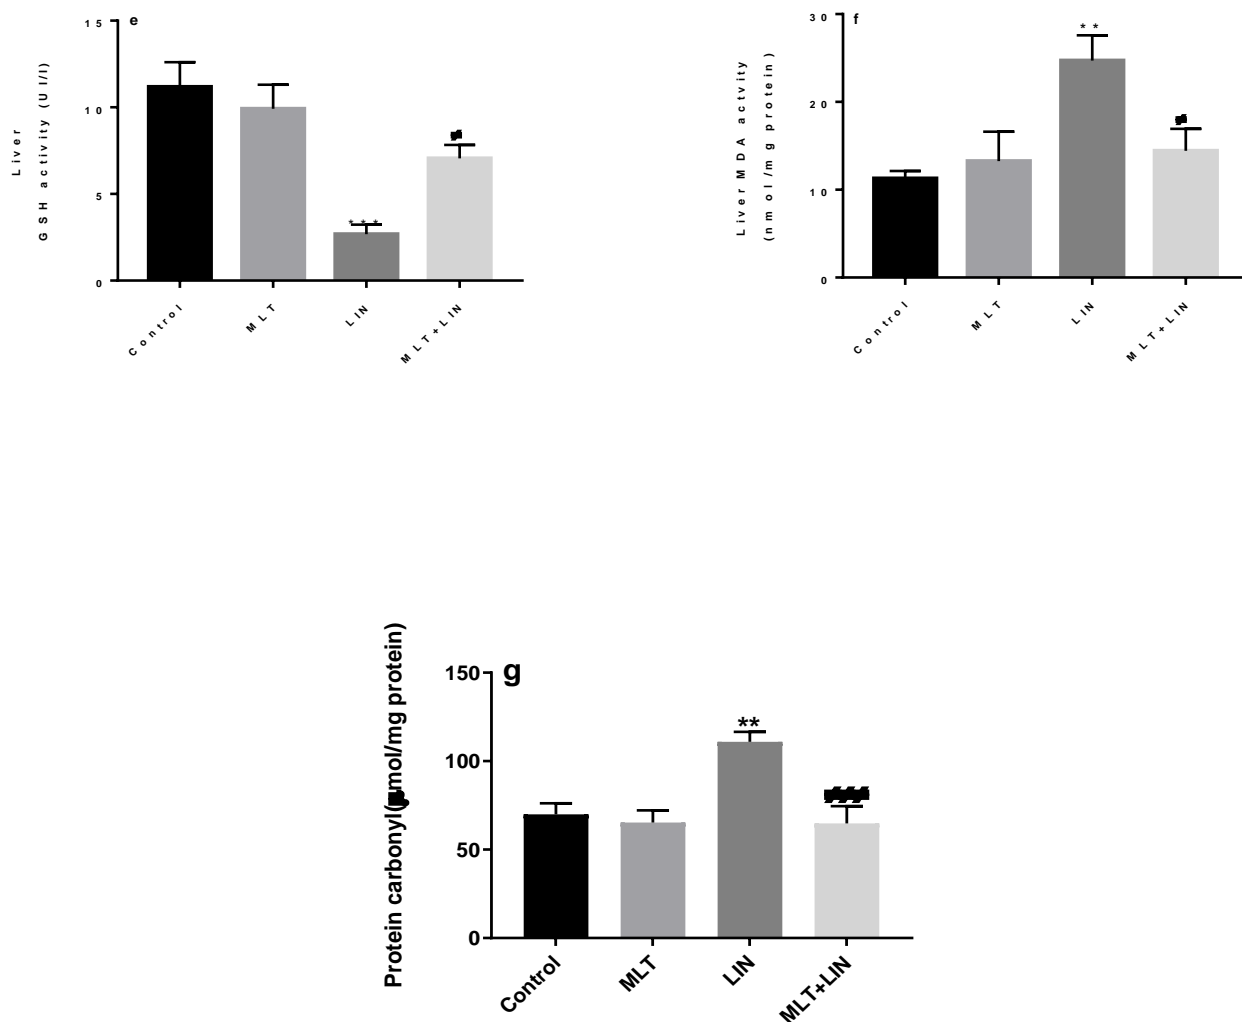 e
15
10
5
0
Liver
GSH activity (UI/l)
***
Control
MLT
LIN
MLT+LIN
f
30
20
10
0
Liver MDA actvity
(nmol/mg protein)
**
Control
MLT
LIN
MLT+LIN
g
150
100
50
0
Protein carbonyl( mol/mg protein)
**
Control
MLT
LIN
MLT+LIN